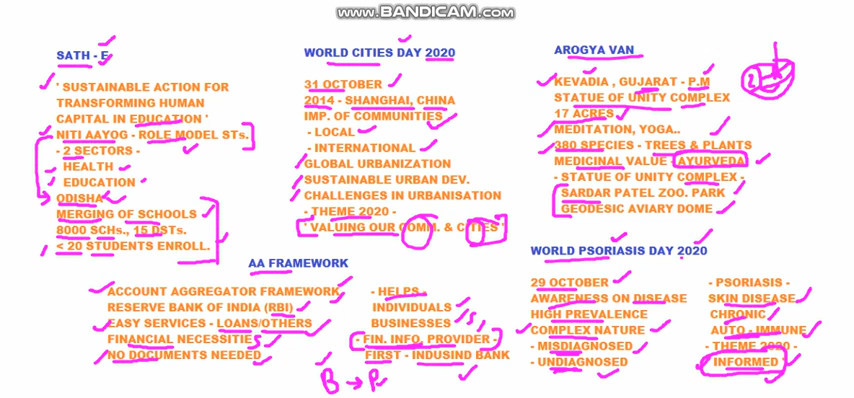 www.BANDICAM.com
SATH - E
' SUSTAINABLE ACTION FOR
TRANSFORMING HUMAN
CAPITAL IN EDUCATION '
NITI AAYOG - ROLE MODEL STs.
- 2 SECTORS -
HEALTH
EDUCATION
ODISHA
MERGING OF SCHOOLS
8000 SCHs., 15 DSTs.
< 20 STUDENTS ENROLL.
WORLD CITIES DAY 2020
31 OCTOBER
2014 - SHANGHAI, CHINA
IMP. OF COMMUNITIES
- LOCAL
- INTERNATIONAL
GLOBAL URBANIZATION
SUSTAINABLE URBAN DEV.
CHALLENGES IN URBANISATION
- THEME 2020 -
' VALUING OUR COMM. & CITIES '
AROGYA VAN
KEVADIA , GUJARAT - P.M
STATUE OF UNITY COMPLEX
17 ACRES
MEDITATION, YOGA..
380 SPECIES - TREES & PLANTS
MEDICINAL VALUE - AYURVEDA
- STATUE OF UNITY COMPLEX -
SARDAR PATEL ZOO. PARK
GEODESIC AVIARY DOME
AA FRAMEWORK
ACCOUNT AGGREGATOR FRAMEWORK
RESERVE BANK OF INDIA (RBI)
EASY SERVICES - LOANS/OTHERS
FINANCIAL NECESSITIES
NO DOCUMENTS NEEDED
- HELPS -
INDIVIDUALS
BUSINESSES
- FIN. INFO. PROVIDER -
FIRST - INDUSIND BANK
B → P
WORLD PSORIASIS DAY 2020
29 OCTOBER
AWARENESS ON DISEASE
HIGH PREVALENCE
COMPLEX NATURE
- MISDIAGNOSED
- UNDIAGNOSED
- PSORIASIS -
SKIN DISEASE
CHRONIC
AUTO - IMMUNE
- THEME 2020 -
' INFORMED '